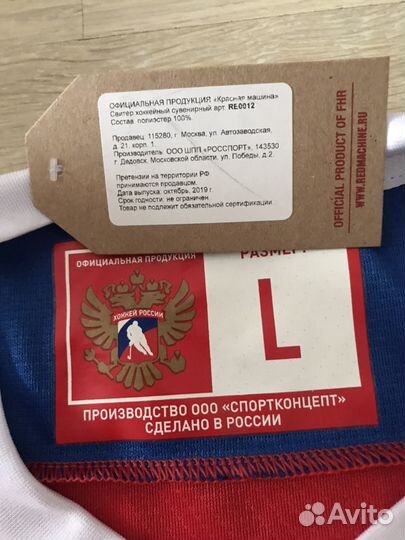 ОФИЦИАЛЬНАЯ ПРОДУКЦИЯ «Красная машина»
Свитер хоккейный сувенирный арт. RE0012
Состав: полиэстер 100%
Продавец: 115280, г. Москва, ул. Автозаводская,
д. 21, корп. 1.
Производитель: ООО ШПП «РОССПОРТ», 143530
г. Дедовск, Московской области, ул. Победы, д.2.
Претензии на территории РФ
принимаются продавцом.
Дата выпуска: октябрь, 2019 г.
Срок годности: не ограничен
Товар не подлежит обязательной сертификации.
OFFICIAL PRODUCT OF FHR
WWW.REDMACHINE.RU
ОФИЦИАЛЬНАЯ ПРОДУКЦИЯ
РАЗМЕР
ХОККЕЙ РОССИИ
L
ПРОИЗВОДСТВО ООО «СПОРТКОНЦЕПТ»
СДЕЛАНО В РОССИИ
Avito